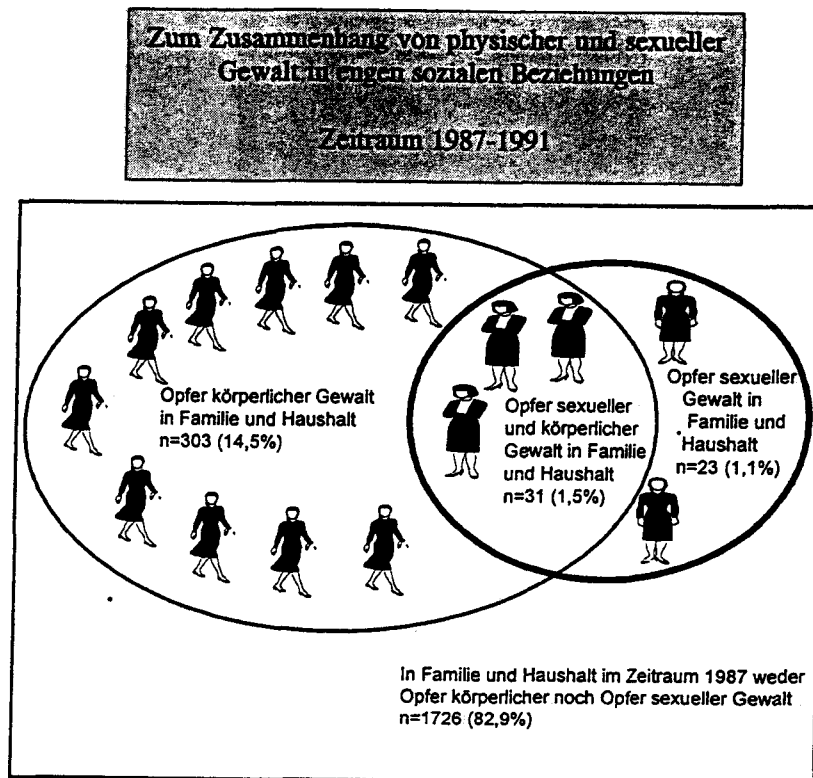 Zum Zusammenhang von physischer und sexueller
Gewalt in engen sozialen Beziehungen
Zeitraum 1987-1991
Opfer körperlicher Gewalt
in Familie und Haushalt
n=303 (14,5%)
Opfer sexueller
und körperlicher
Gewalt in Familie
und Haushalt
n=31 (1,5%)
Opfer sexueller
Gewalt in
Familie und
Haushalt
n=23 (1,1%)
In Familie und Haushalt im Zeitraum 1987 weder
Opfer körperlicher noch Opfer sexueller Gewalt
n=1726 (82,9%)